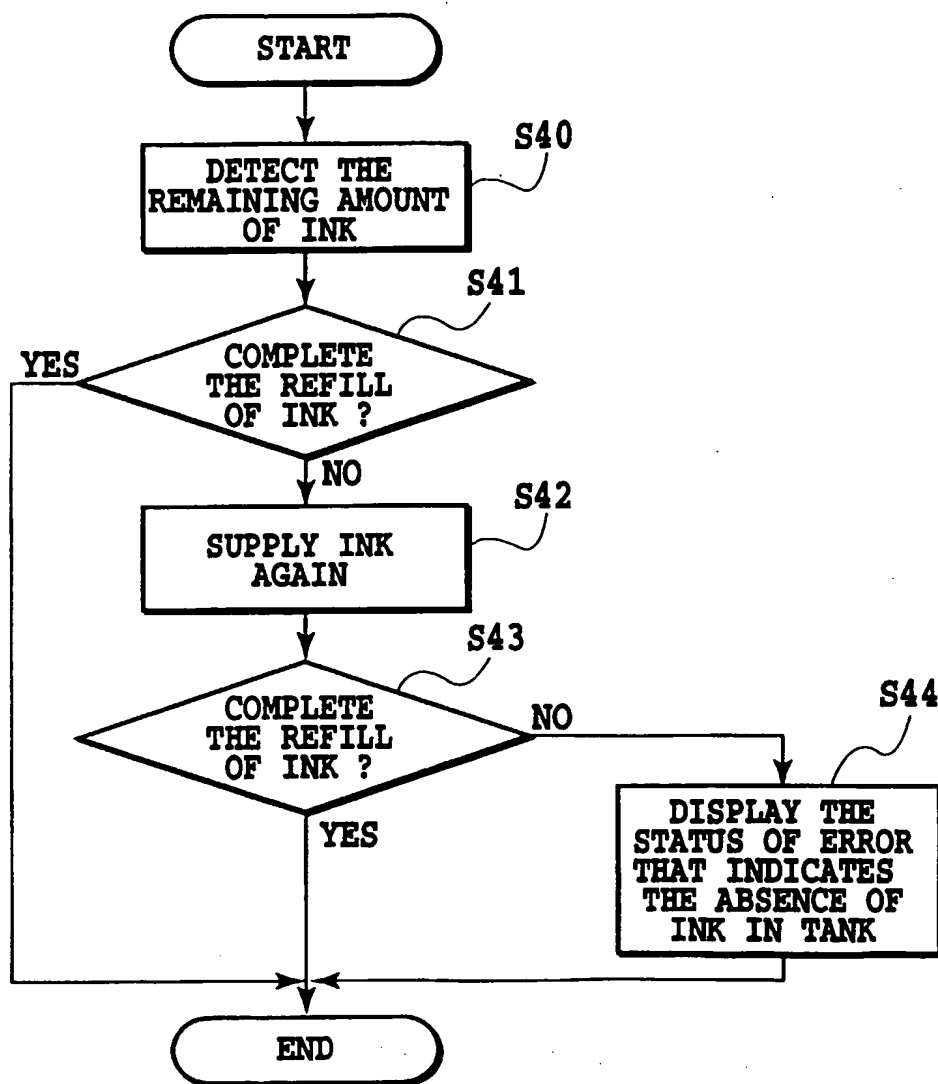 START
S40
DETECT THE
REMAINING AMOUNT
OF INK
S41
YES
COMPLETE
THE REFILL
OF INK ?
NO
S42
SUPPLY INK
AGAIN
S43
COMPLETE
THE REFILL
OF INK ?
NO
YES
S44
DISPLAY THE
STATUS OF ERROR
THAT INDICATES
THE ABSENCE OF
INK IN TANK
END